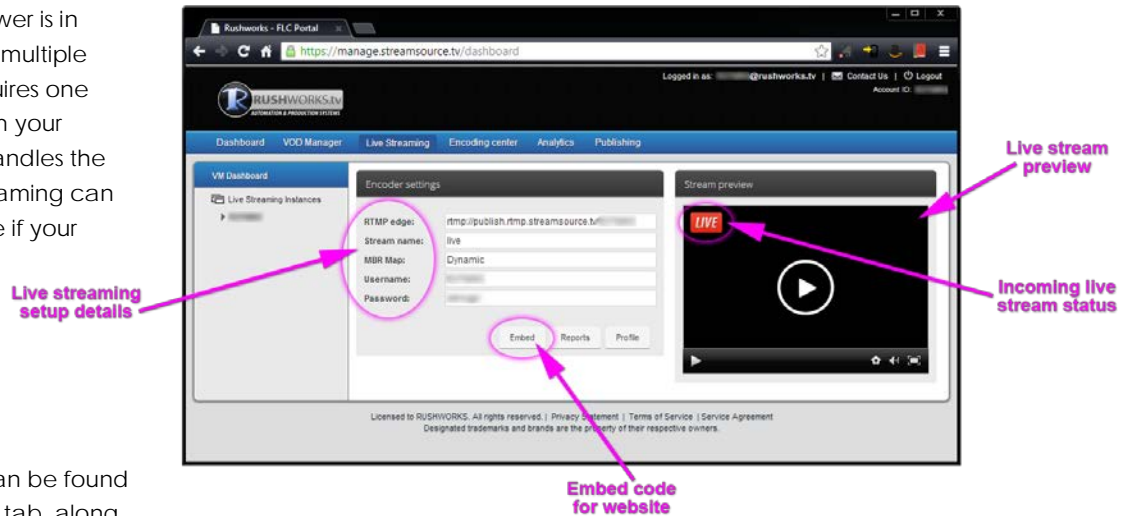 wer is in
multiple
uires one
n your
andles the
eaming can
e if your
an be found
tab, along
Rushworks - FLC Portal
https://manage.streamsource.tv/dashboard
Logged in as: @rushworks.tv | Contact Us | Logout
Account ID:
RUSHWORKS.tv
AUTOMATION & PRODUCTION SYSTEMS
Dashboard VOD Manager Live Streaming Encoding center Analytics Publishing
VM Dashboard
Live Streaming Instances
Encoder settings
RTMP edge: rtmp://publish.rtmp.streamsource.tv/
Stream name: live
MBR Map: Dynamic
Username:
Password:
Embed Reports Profile
Stream preview
LIVE
Licensed to RUSHWORKS. All rights reserved. | Privacy Statement | Terms of Service | Service Agreement
Designated trademarks and brands are the property of their respective owners.
Live streaming
setup details
Live stream
preview
Incoming live
stream status
Embed code
for website